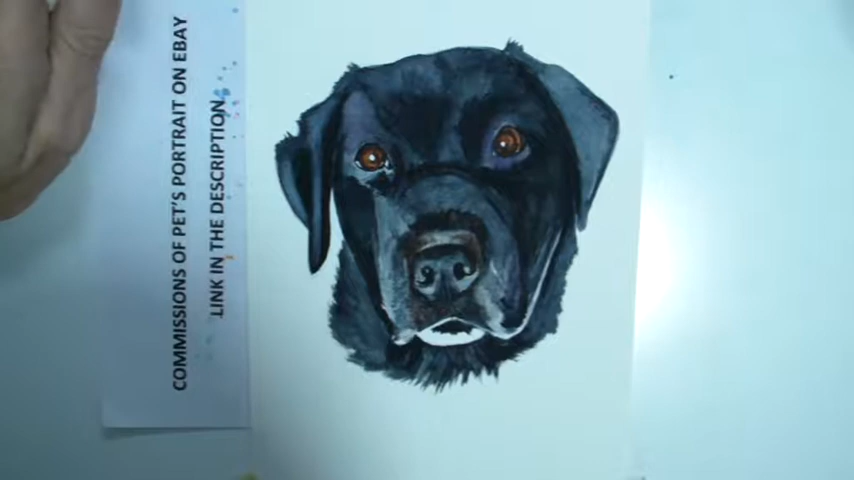 COMMISSIONS OF PET'S PORTRAIT ON EBAY
LINK IN THE DESCRIPTION